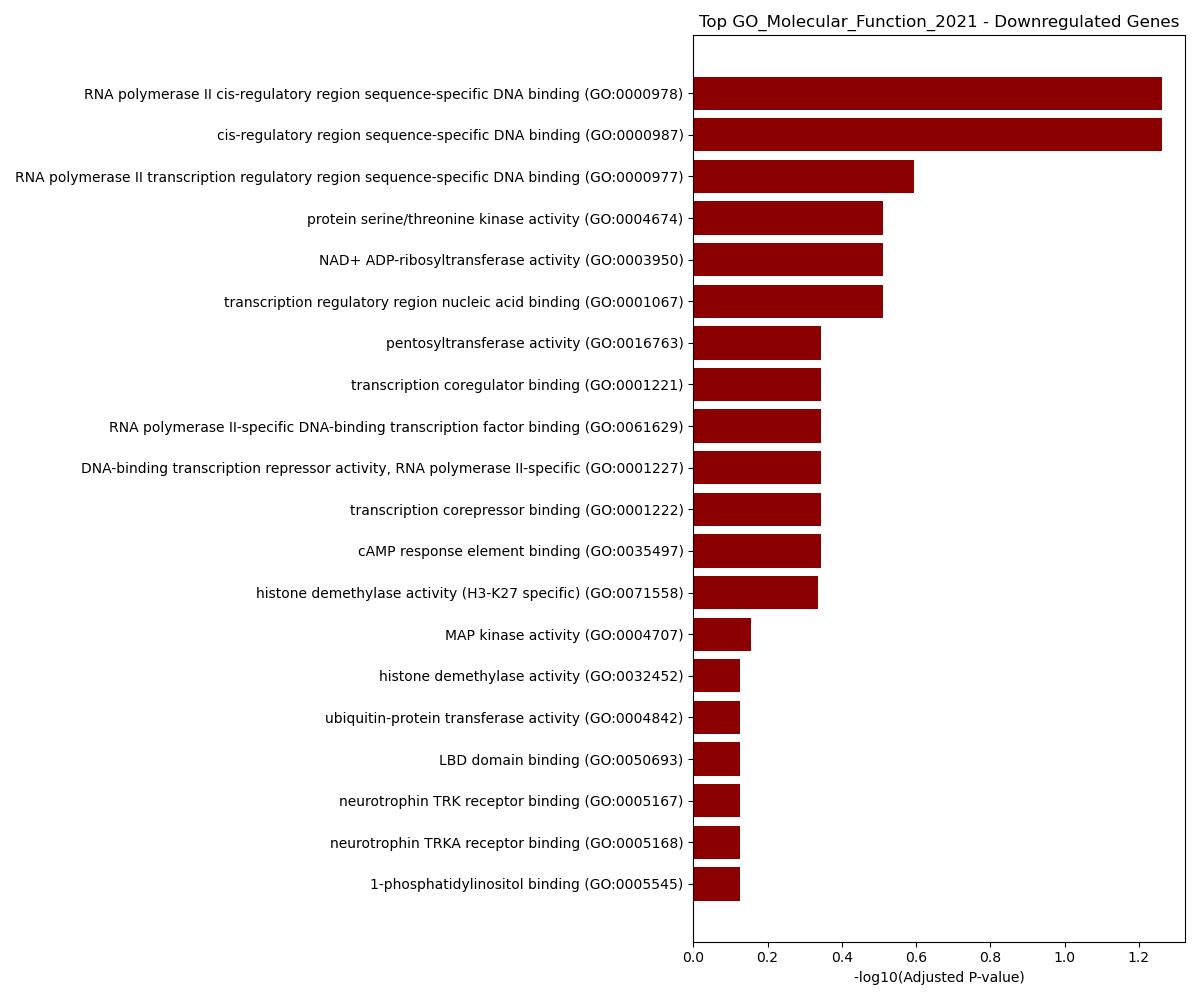 Top GO_Molecular_Function_2021 - Downregulated Genes
RNA polymerase II cis-regulatory region sequence-specific DNA binding (GO:0000978)
cis-regulatory region sequence-specific DNA binding (GO:0000987)
RNA polymerase II transcription regulatory region sequence-specific DNA binding (GO:0000977)
protein serine/threonine kinase activity (GO:0004674)
NAD+ ADP-ribosyltransferase activity (GO:0003950)
transcription regulatory region nucleic acid binding (GO:0001067)
pentosyltransferase activity (GO:0016763)
transcription coregulator binding (GO:0001221)
RNA polymerase II-specific DNA-binding transcription factor binding (GO:0061629)
DNA-binding transcription repressor activity, RNA polymerase II-specific (GO:0001227)
transcription corepressor binding (GO:0001222)
cAMP response element binding (GO:0035497)
histone demethylase activity (H3-K27 specific) (GO:0071558)
MAP kinase activity (GO:0004707)
histone demethylase activity (GO:0032452)
ubiquitin-protein transferase activity (GO:0004842)
LBD domain binding (GO:0050693)
neurotrophin TRK receptor binding (GO:0005167)
neurotrophin TRKA receptor binding (GO:0005168)
1-phosphatidylinositol binding (GO:0005545)
0.0 0.2 0.4 0.6 0.8 1.0 1.2
-log10(Adjusted P-value)